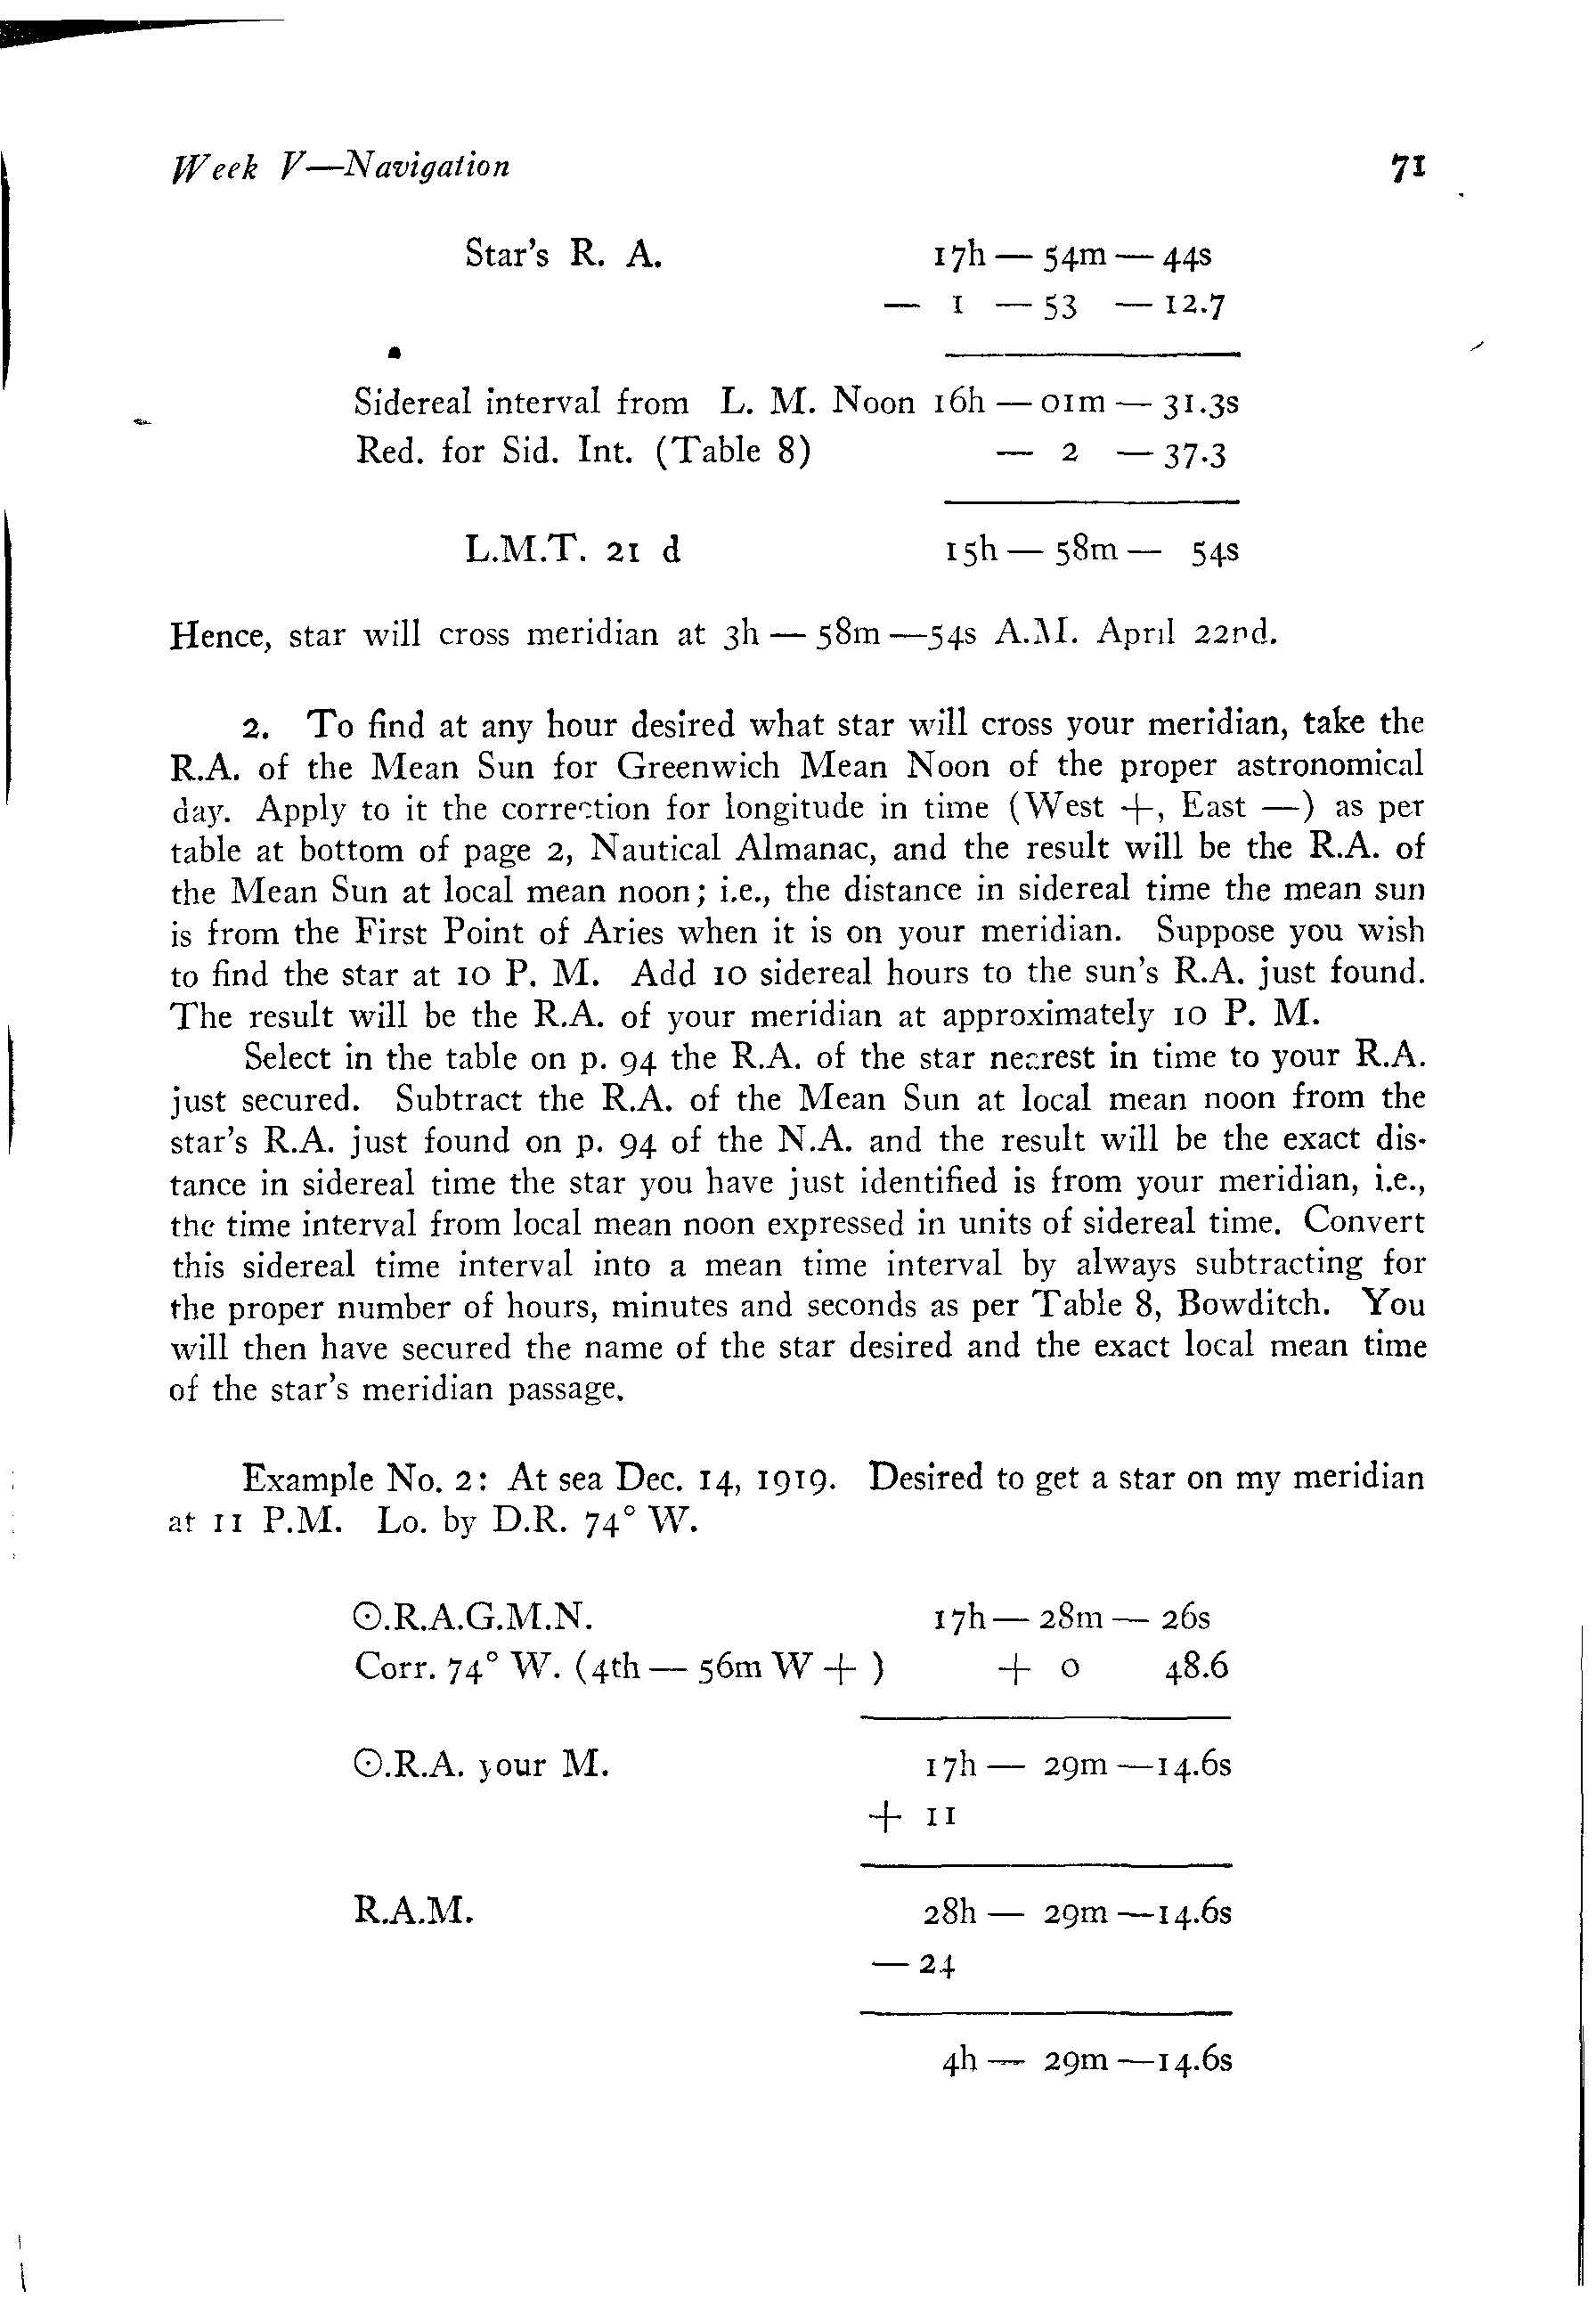 Week V—Navigation 71
Star's R. A. 17h — 54m — 44s
— 1 — 53 — 12.7
Sidereal interval from L. M. Noon 16h — 01m — 31.3s
Red. for Sid. Int. (Table 8) — 2 — 37.3
L.M.T. 21 d 15h — 58m — 54s
Hence, star will cross meridian at 3h — 58m —54s A.M. April 22nd.
2. To find at any hour desired what star will cross your meridian, take the
R.A. of the Mean Sun for Greenwich Mean Noon of the proper astronomical
day. Apply to it the correction for longitude in time (West +, East —) as per
table at bottom of page 2, Nautical Almanac, and the result will be the R.A. of
the Mean Sun at local mean noon; i.e., the distance in sidereal time the mean sun
is from the First Point of Aries when it is on your meridian. Suppose you wish
to find the star at 10 P. M. Add 10 sidereal hours to the sun's R.A. just found.
The result will be the R.A. of your meridian at approximately 10 P. M.
Select in the table on p. 94 the R.A. of the star nearest in time to your R.A.
just secured. Subtract the R.A. of the Mean Sun at local mean noon from the
star's R.A. just found on p. 94 of the N.A. and the result will be the exact dis-
tance in sidereal time the star you have just identified is from your meridian, i.e.,
the time interval from local mean noon expressed in units of sidereal time. Convert
this sidereal time interval into a mean time interval by always subtracting for
the proper number of hours, minutes and seconds as per Table 8, Bowditch. You
will then have secured the name of the star desired and the exact local mean time
of the star's meridian passage.
Example No. 2: At sea Dec. 14, 1919. Desired to get a star on my meridian
at 11 P.M. Lo. by D.R. 74° W.
☉.R.A.G.M.N. 17h — 28m — 26s
Corr. 74° W. (4th — 56m W + ) + 0 48.6
☉.R.A. your M. 17h — 29m —14.6s
+ 11
R.A.M. 28h — 29m —14.6s
— 24
4h — 29m —14.6s